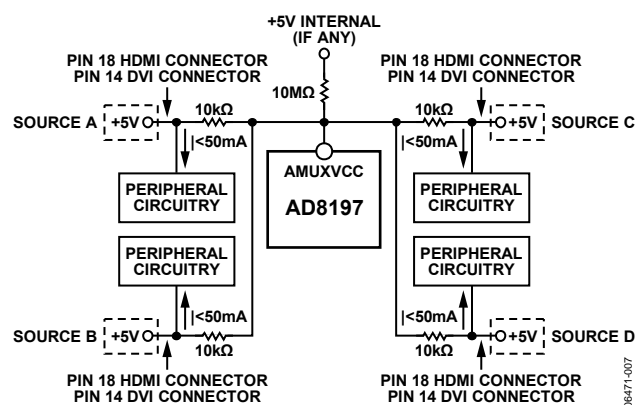 +5V INTERNAL
(IF ANY)
PIN 18 HDMI CONNECTOR
PIN 14 DVI CONNECTOR
PIN 18 HDMI CONNECTOR
PIN 14 DVI CONNECTOR
10MΩ
10kΩ
10kΩ
SOURCE A
+5V
+5V
SOURCE C
I<50mA
I<50mA
AMUXVCC
AD8197
PERIPHERAL
CIRCUITRY
PERIPHERAL
CIRCUITRY
PERIPHERAL
CIRCUITRY
PERIPHERAL
CIRCUITRY
I<50mA
I<50mA
SOURCE B
+5V
+5V
SOURCE D
10kΩ
10kΩ
PIN 18 HDMI CONNECTOR
PIN 14 DVI CONNECTOR
PIN 18 HDMI CONNECTOR
PIN 14 DVI CONNECTOR
06471-007